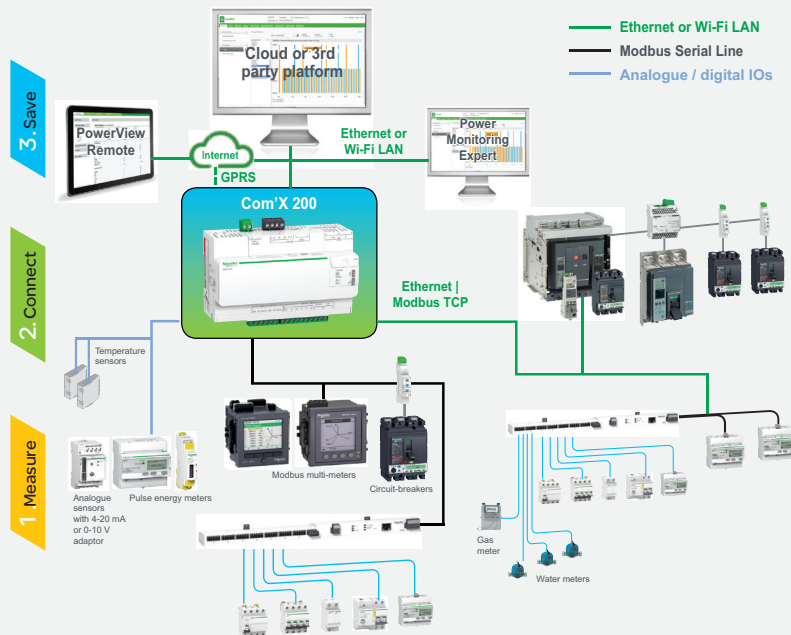 Ethernet or Wi-Fi LAN
Modbus Serial Line
Analogue / digital IOs
3. Save
Cloud or 3rd
party platform
PowerView
Remote
Internet
GPRS
Ethernet or
Wi-Fi LAN
Power
Monitoring
Expert
2. Connect
Com'X 200
Ethernet |
Modbus TCP
Temperature
sensors
1. Measure
Analogue
sensors
with 4-20 mA
or 0-10 V
adaptor
Pulse energy meters
Modbus multi-meters
Circuit-breakers
Gas
meter
Water meters